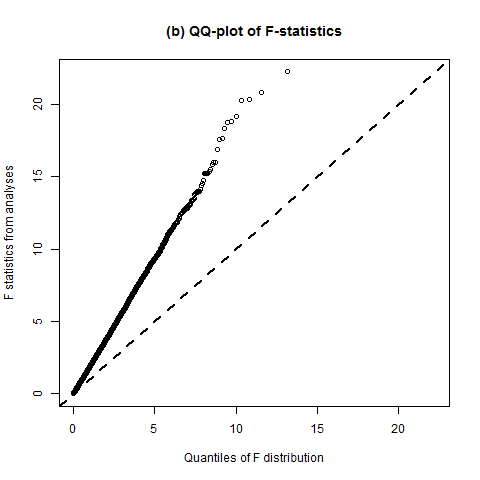 (b) QQ-plot of F-statistics
F statistics from analyses
20
15
10
5
0
0 5 10 15 20
Quantiles of F distribution